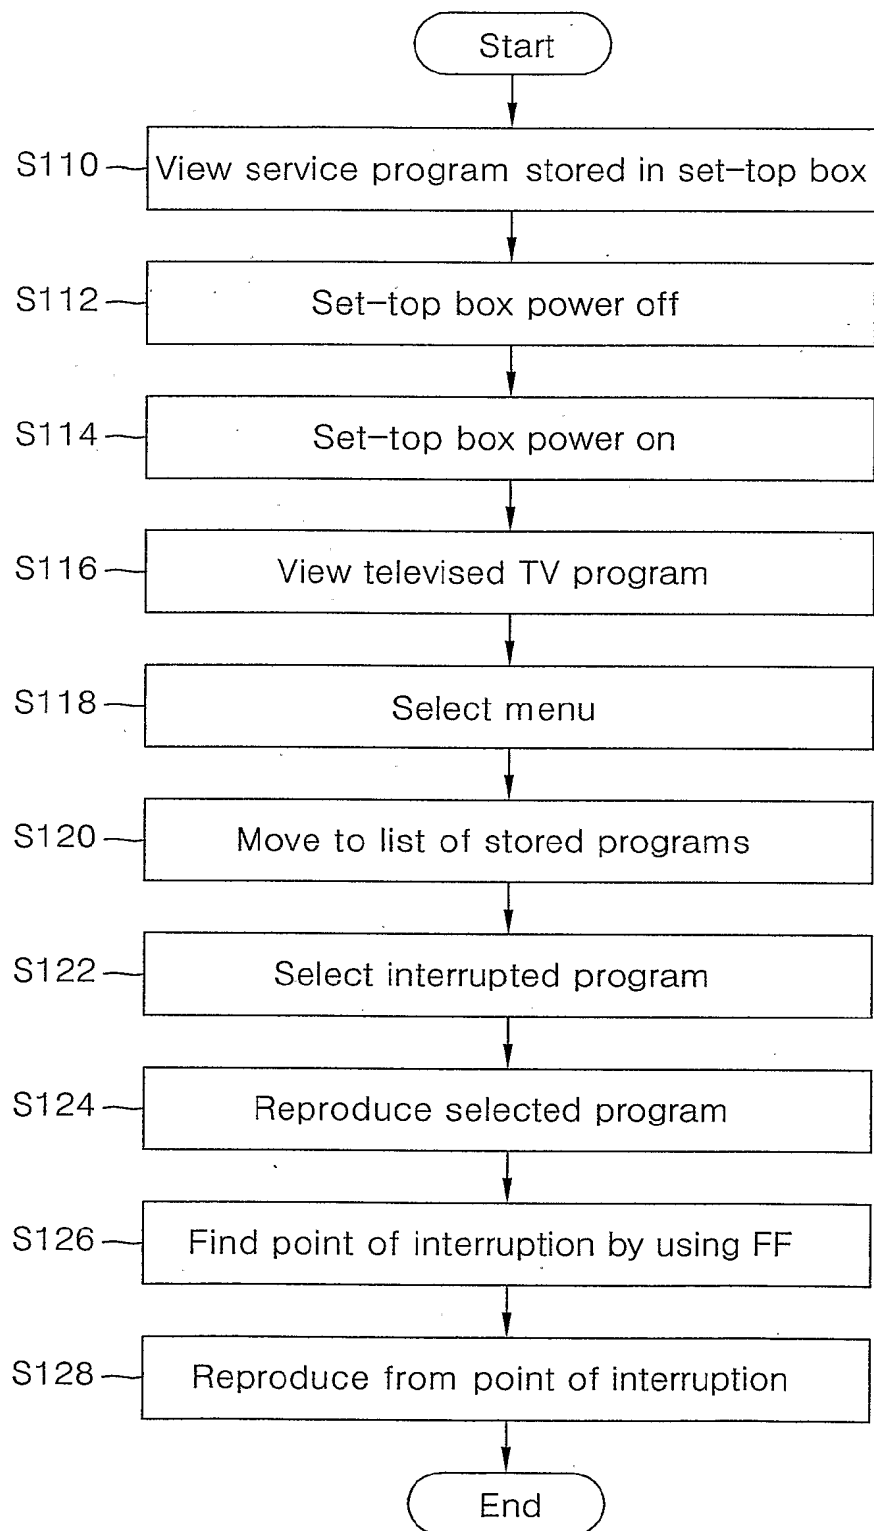 Start
S110 View service program stored in set-top box
S112 Set-top box power off
S114 Set-top box power on
S116 View televised TV program
S118 Select menu
S120 Move to list of stored programs
S122 Select interrupted program
S124 Reproduce selected program
S126 Find point of interruption by using FF
S128 Reproduce from point of interruption
End